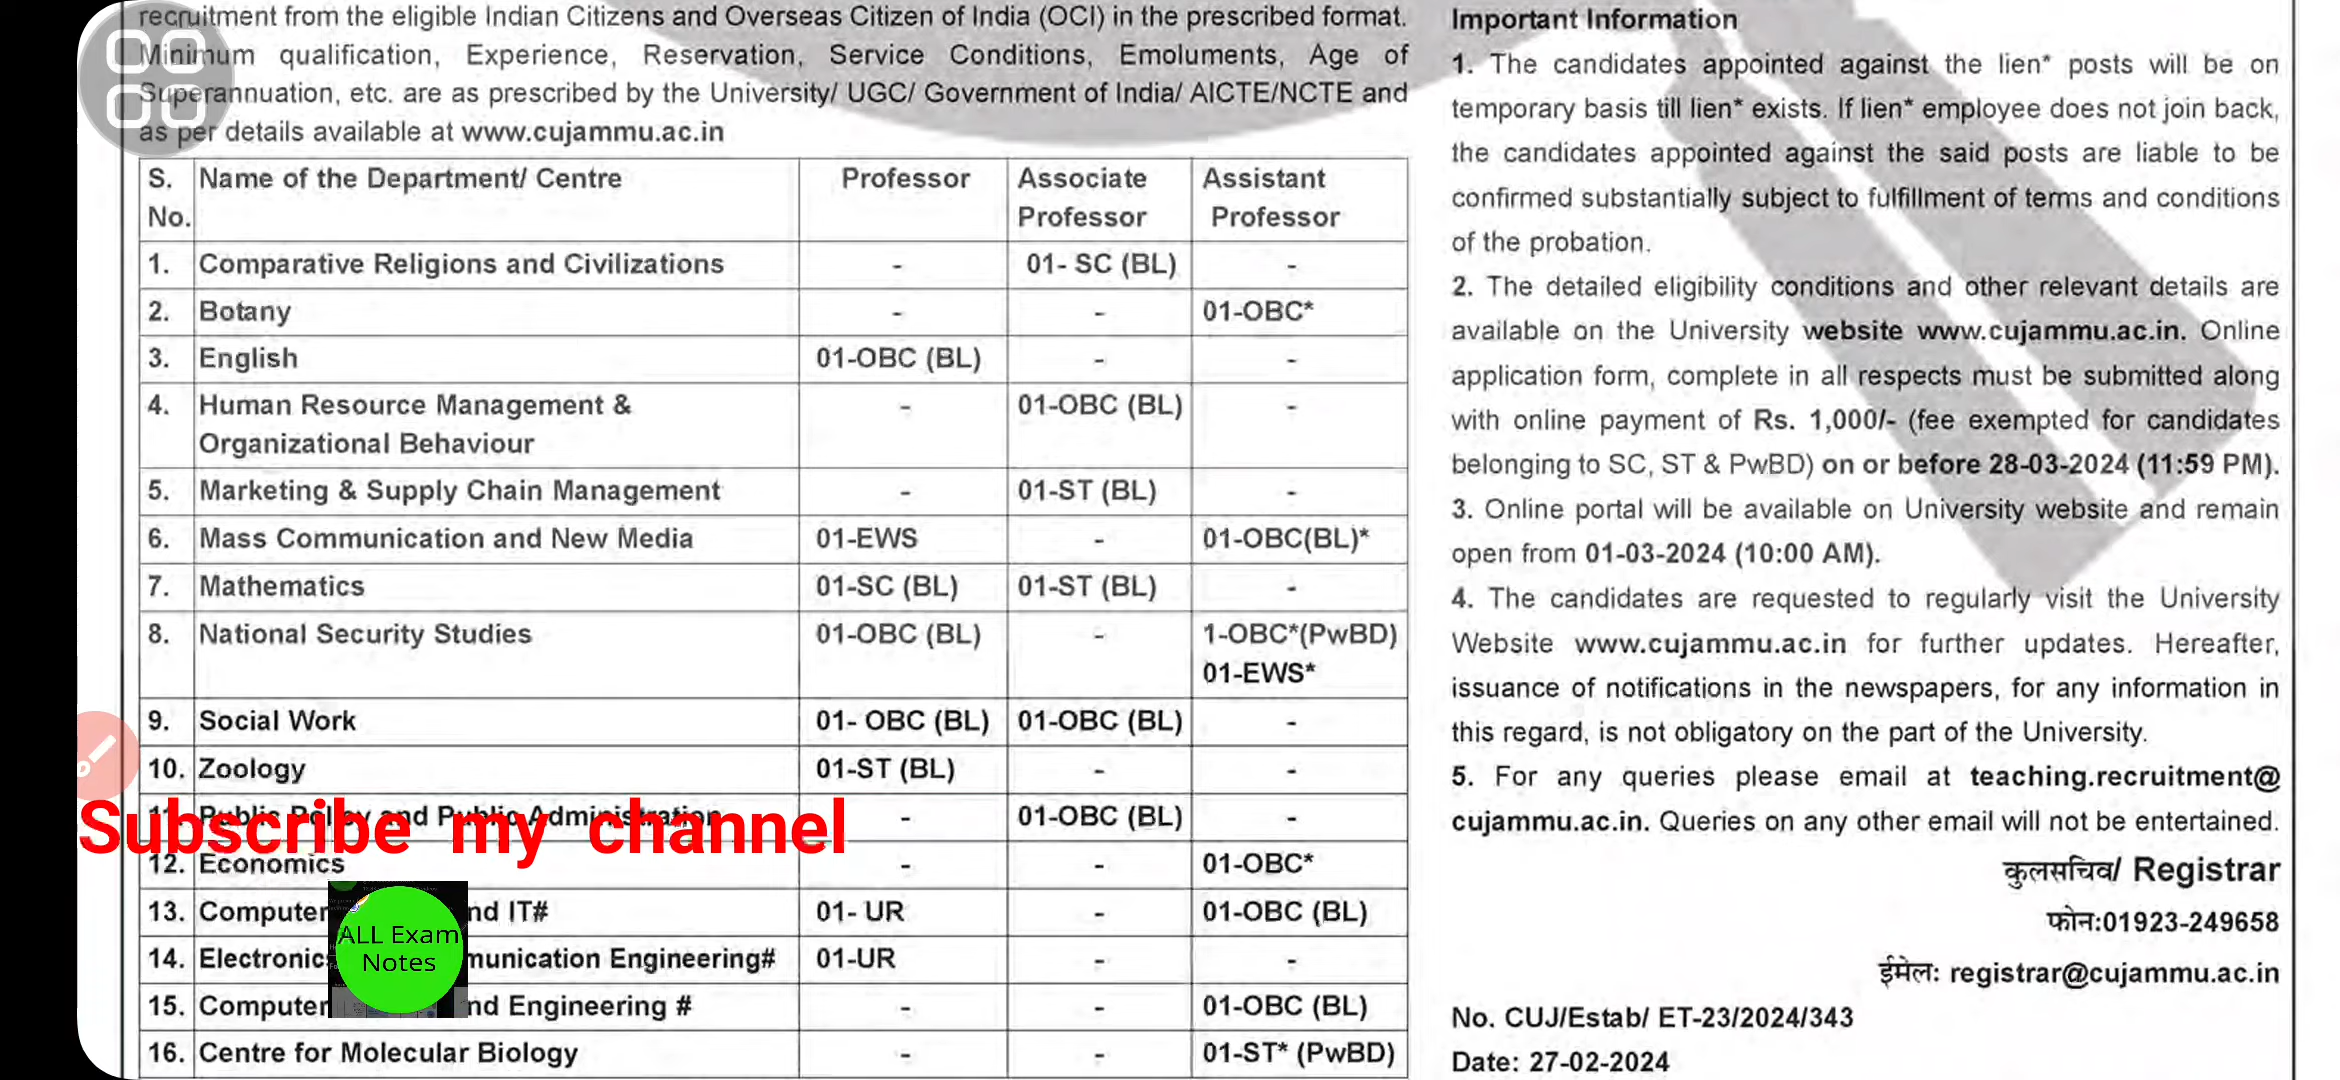 recruitment from the eligible Indian Citizens and Overseas Citizen of India (OCI) in the prescribed format.
Minimum qualification, Experience, Reservation, Service Conditions, Emoluments, Age of
Superannuation, etc. are as prescribed by the University/ UGC/ Government of India/ AICTE/NCTE and
as per details available at www.cujammu.ac.in
S. No. Name of the Department/ Centre Professor Associate Professor Assistant Professor
1. Comparative Religions and Civilizations - 01- SC (BL) -
2. Botany - - 01-OBC*
3. English 01-OBC (BL) - -
4. Human Resource Management & - 01-OBC (BL) -
Organizational Behaviour
5. Marketing & Supply Chain Management - 01-ST (BL) -
6. Mass Communication and New Media 01-EWS - 01-OBC(BL)*
7. Mathematics 01-SC (BL) 01-ST (BL) -
8. National Security Studies 01-OBC (BL) - 1-OBC*(PwBD)
01-EWS*
9. Social Work 01- OBC (BL) 01-OBC (BL) -
10. Zoology 01-ST (BL) - -
11. Public Policy and Public Administration - 01-OBC (BL) -
Subscribe my channel
12. Economics - - 01-OBC*
13. Computer nd IT# 01- UR - 01-OBC (BL)
14. Electronic munication Engineering# 01-UR - -
15. Computer nd Engineering # - - 01-OBC (BL)
16. Centre for Molecular Biology - - 01-ST* (PwBD)
ALL Exam
Notes
Important Information
1. The candidates appointed against the lien* posts will be on
temporary basis till lien* exists. If lien* employee does not join back,
the candidates appointed against the said posts are liable to be
confirmed substantially subject to fulfillment of terms and conditions
of the probation.
2. The detailed eligibility conditions and other relevant details are
available on the University website www.cujammu.ac.in. Online
application form, complete in all respects must be submitted along
with online payment of Rs. 1,000/- (fee exempted for candidates
belonging to SC, ST & PwBD) on or before 28-03-2024 (11:59 PM).
3. Online portal will be available on University website and remain
open from 01-03-2024 (10:00 AM).
4. The candidates are requested to regularly visit the University
Website www.cujammu.ac.in for further updates. Hereafter,
issuance of notifications in the newspapers, for any information in
this regard, is not obligatory on the part of the University.
5. For any queries please email at teaching.recruitment@
cujammu.ac.in. Queries on any other email will not be entertained.
कुलसचिव/ Registrar
फोन:01923-249658
ईमेल: registrar@cujammu.ac.in
No. CUJ/Estab/ ET-23/2024/343
Date: 27-02-2024